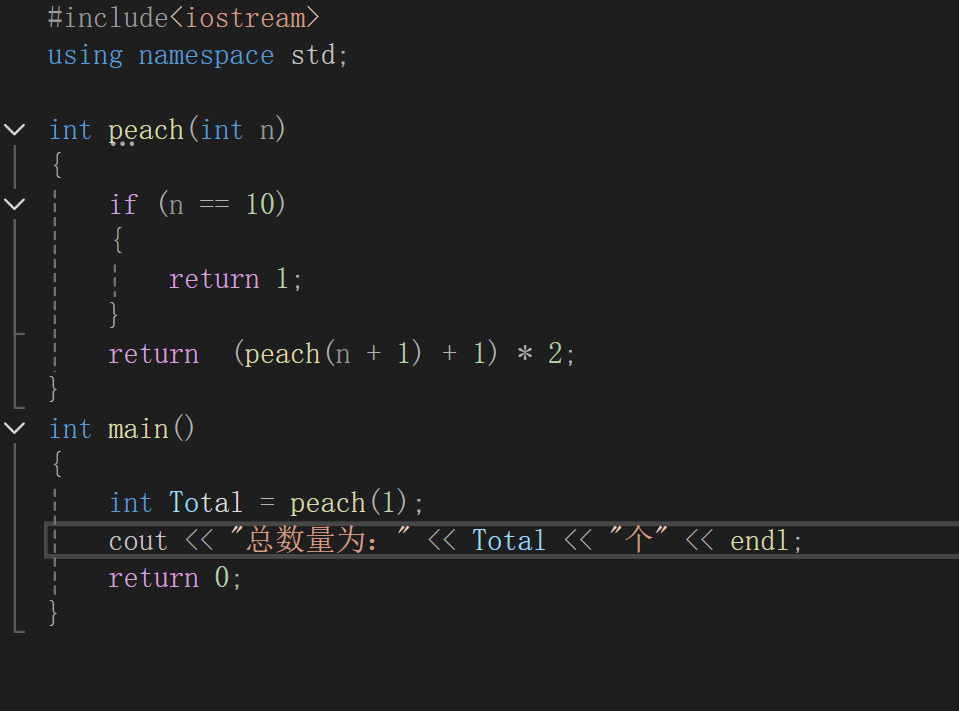 #include<iostream>
using namespace std;
int peach(int n)
{
if (n == 10)
{
return 1;
}
return  (peach(n + 1) + 1) * 2;
}
int main()
{
int Total = peach(1);
cout << "总数量为：" << Total << "个" << endl;
return 0;
}